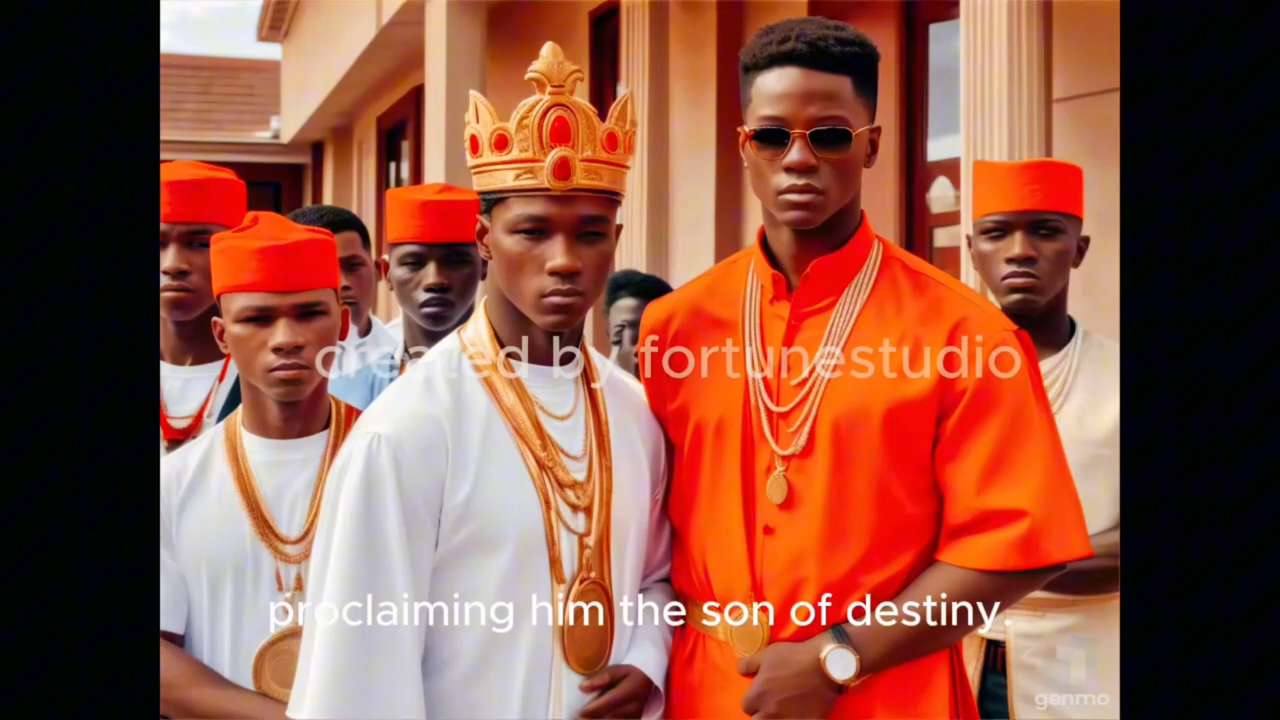 created by fortunestudio
proclaiming him the son of destiny.
genmo